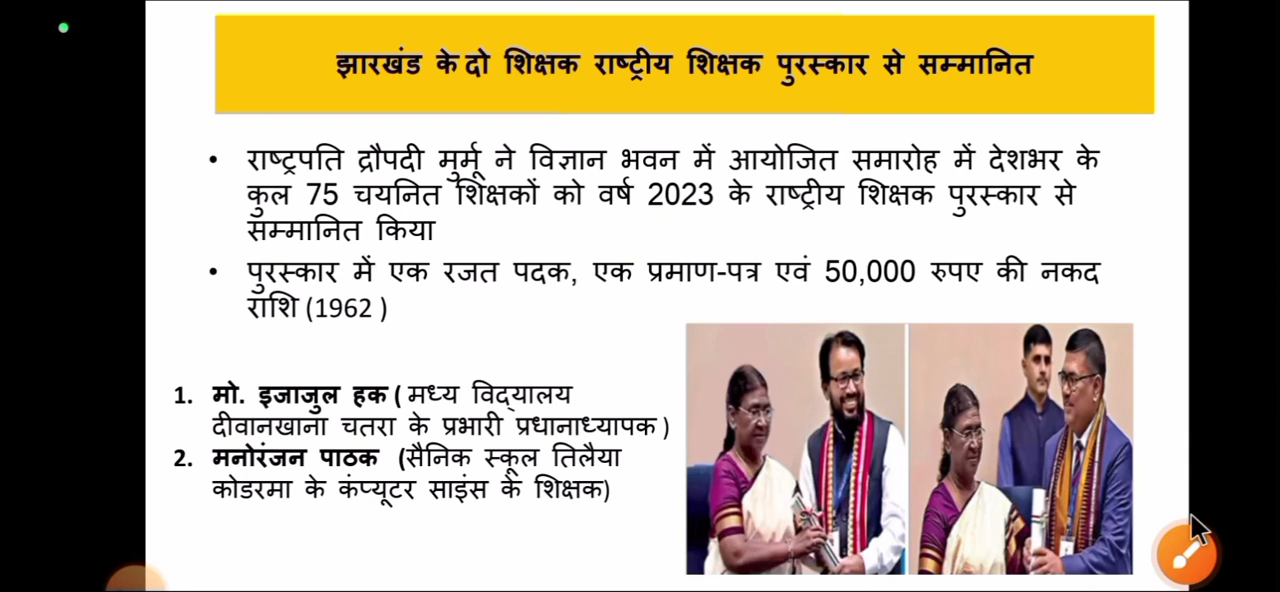 झारखंड के दो शिक्षक राष्ट्रीय शिक्षक पुरस्कार से सम्मानित
• राष्ट्रपति द्रौपदी मुर्मू ने विज्ञान भवन में आयोजित समारोह में देशभर के
कुल 75 चयनित शिक्षकों को वर्ष 2023 के राष्ट्रीय शिक्षक पुरस्कार से
सम्मानित किया
• पुरस्कार में एक रजत पदक, एक प्रमाण-पत्र एवं 50,000 रुपए की नकद
राशि (1962 )
1. मो. इजाजुल हक ( मध्य विद्यालय
दीवानखाना चतरा के प्रभारी प्रधानाध्यापक )
2. मनोरंजन पाठक (सैनिक स्कूल तिलैया
कोडरमा के कंप्यूटर साइंस के शिक्षक)